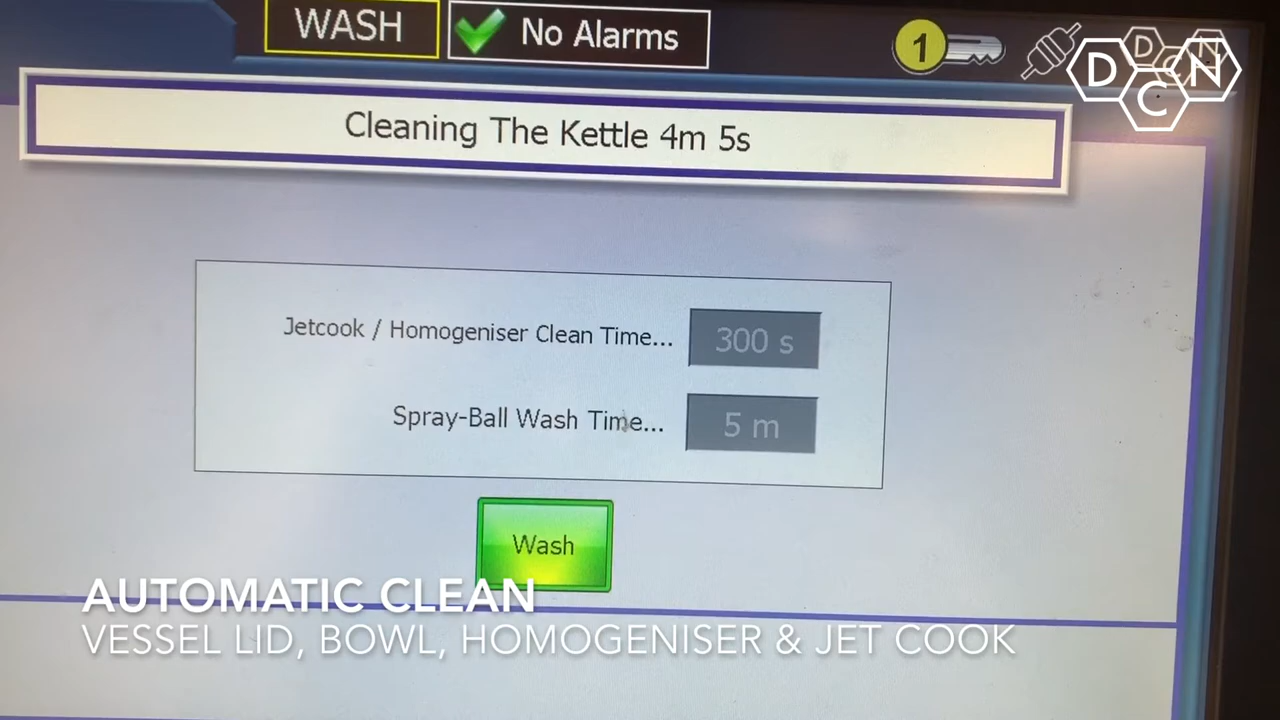 WASH
No Alarms
1
DCN
Cleaning The Kettle 4m 5s
Jetcook / Homogeniser Clean Time... 300 s
Spray-Ball Wash Time... 5 m
Wash
AUTOMATIC CLEAN
VESSEL LID, BOWL, HOMOGENISER & JET COOK